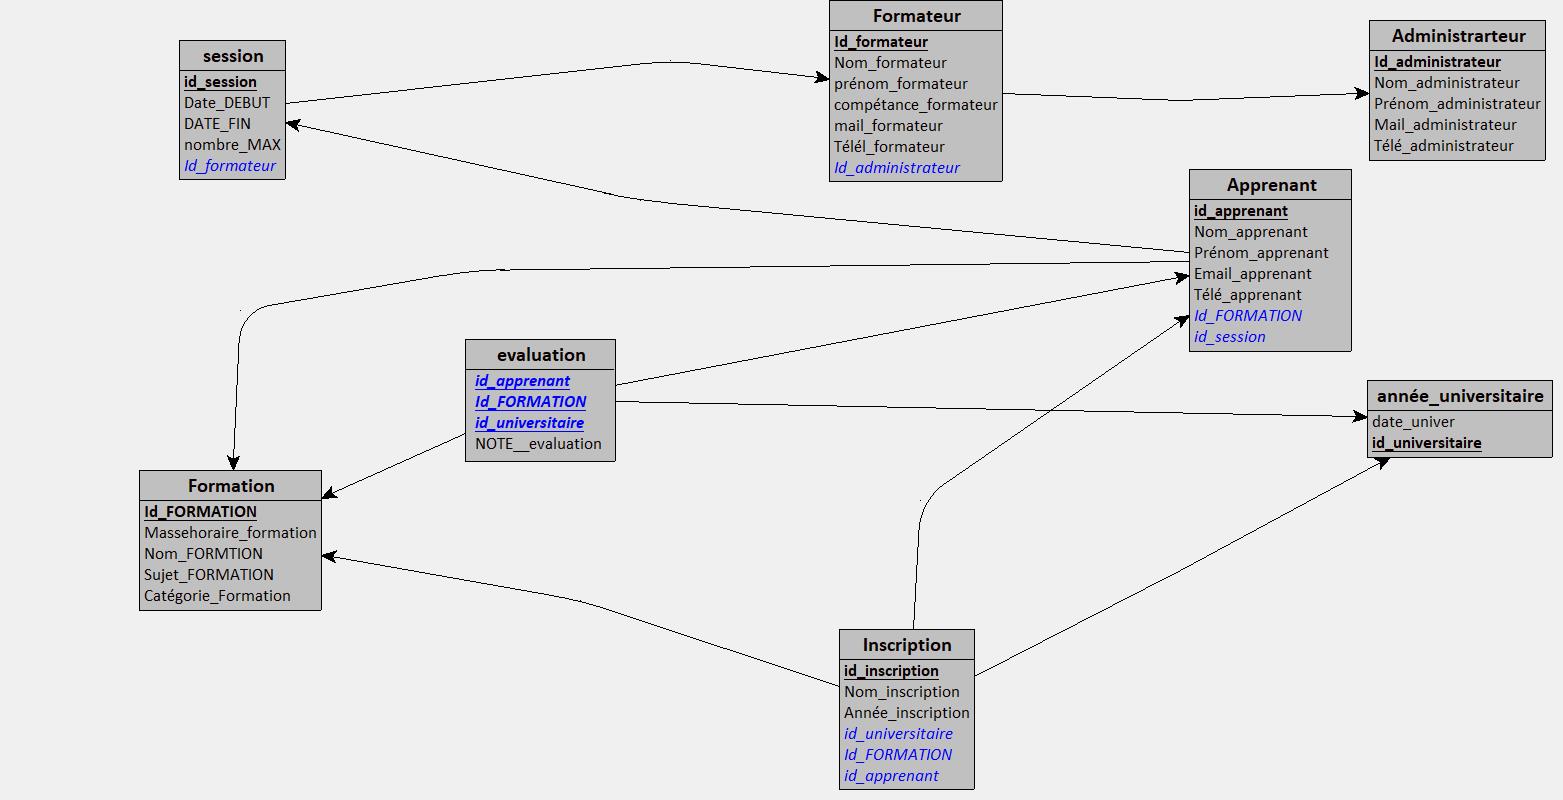 session
id_session
Date_DEBUT
DATE_FIN
nombre_MAX
Id_formateur
Formateur
Id_formateur
Nom_formateur
prénom_formateur
compétance_formateur
mail_formateur
Télél_formateur
Id_administrateur
Administrarteur
Id_administrateur
Nom_administrateur
Prénom_administrateur
Mail_administrateur
Télé_administrateur
Apprenant
id_apprenant
Nom_apprenant
Prénom_apprenant
Email_apprenant
Télé_apprenant
Id_FORMATION
id_session
evaluation
id_apprenant
Id_FORMATION
id_universitaire
NOTE__evaluation
année_universitaire
date_univer
id_universitaire
Formation
Id_FORMATION
Massehoraire_formation
Nom_FORMTION
Sujet_FORMATION
Catégorie_Formation
Inscription
id_inscription
Nom_inscription
Année_inscription
id_universitaire
Id_FORMATION
id_apprenant